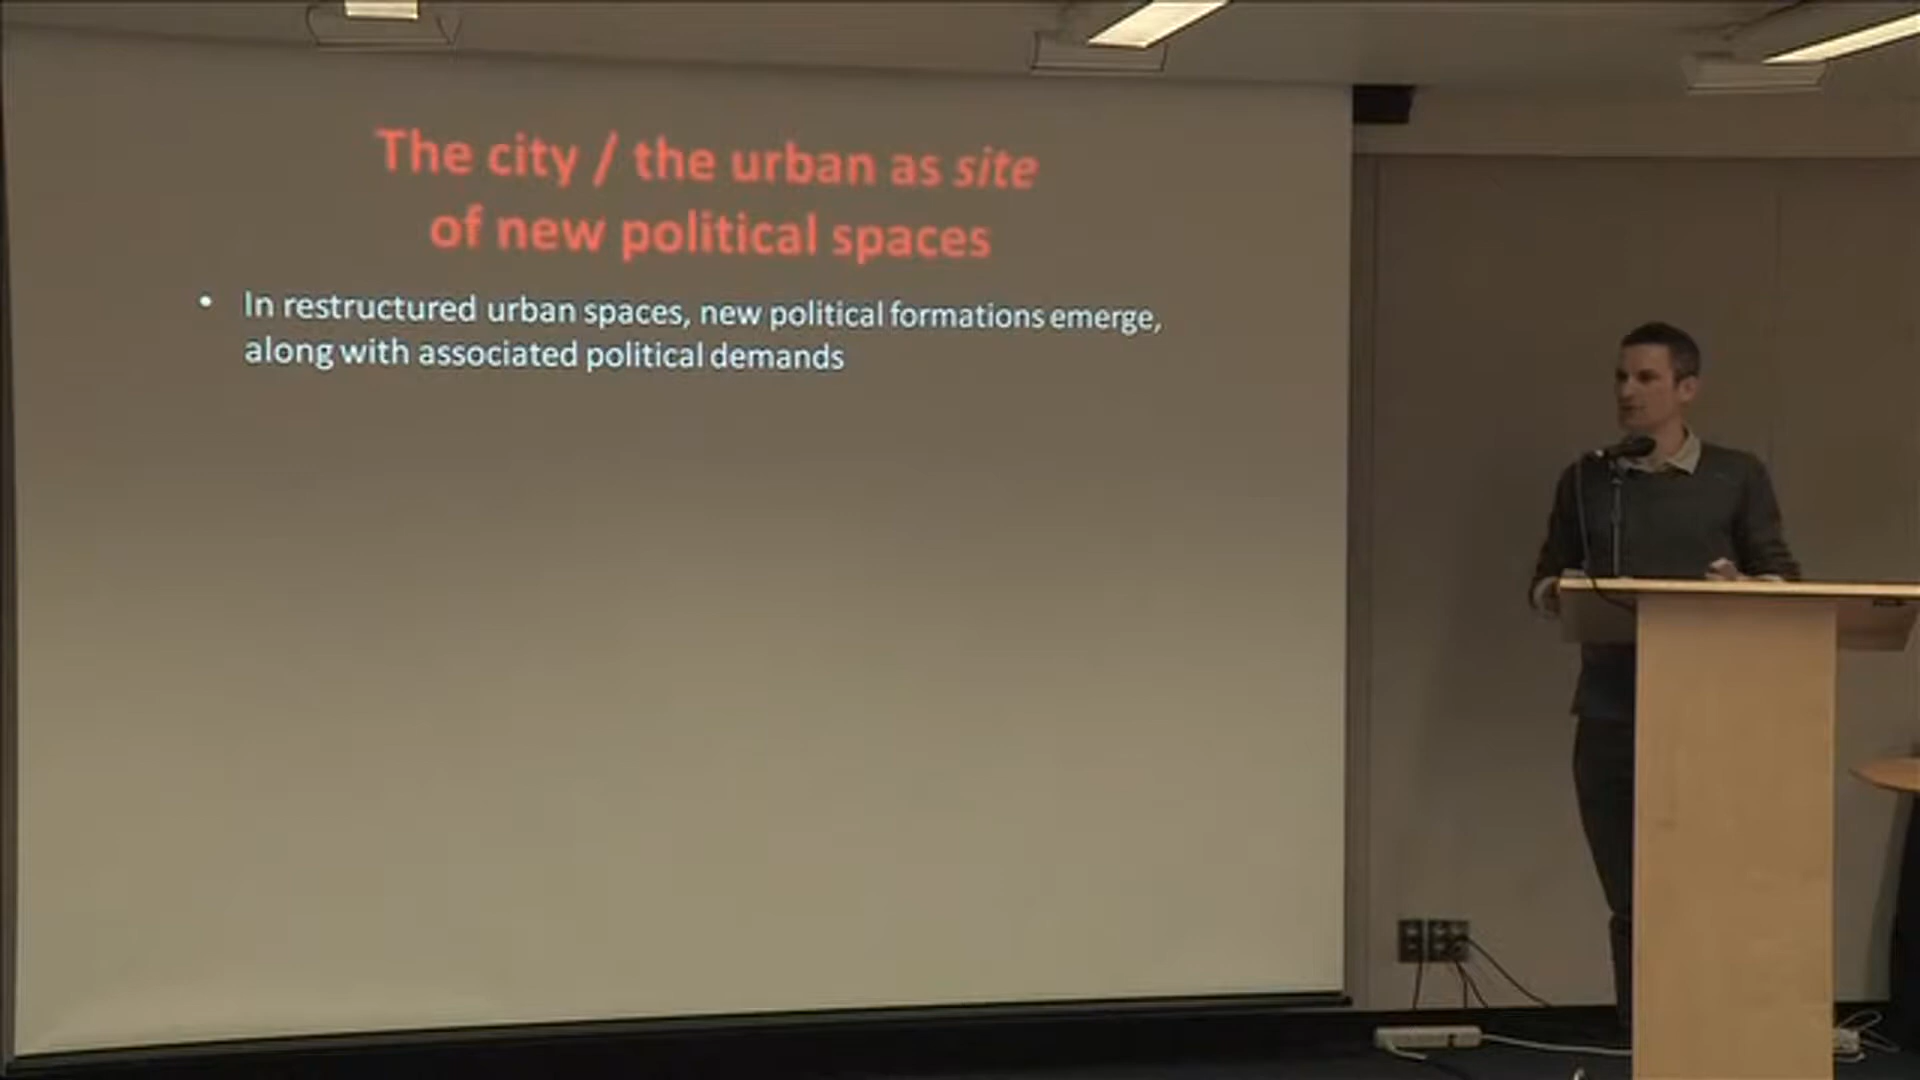 The city / the urban as site
of new political spaces
• In restructured urban spaces, new political formations emerge,
along with associated political demands